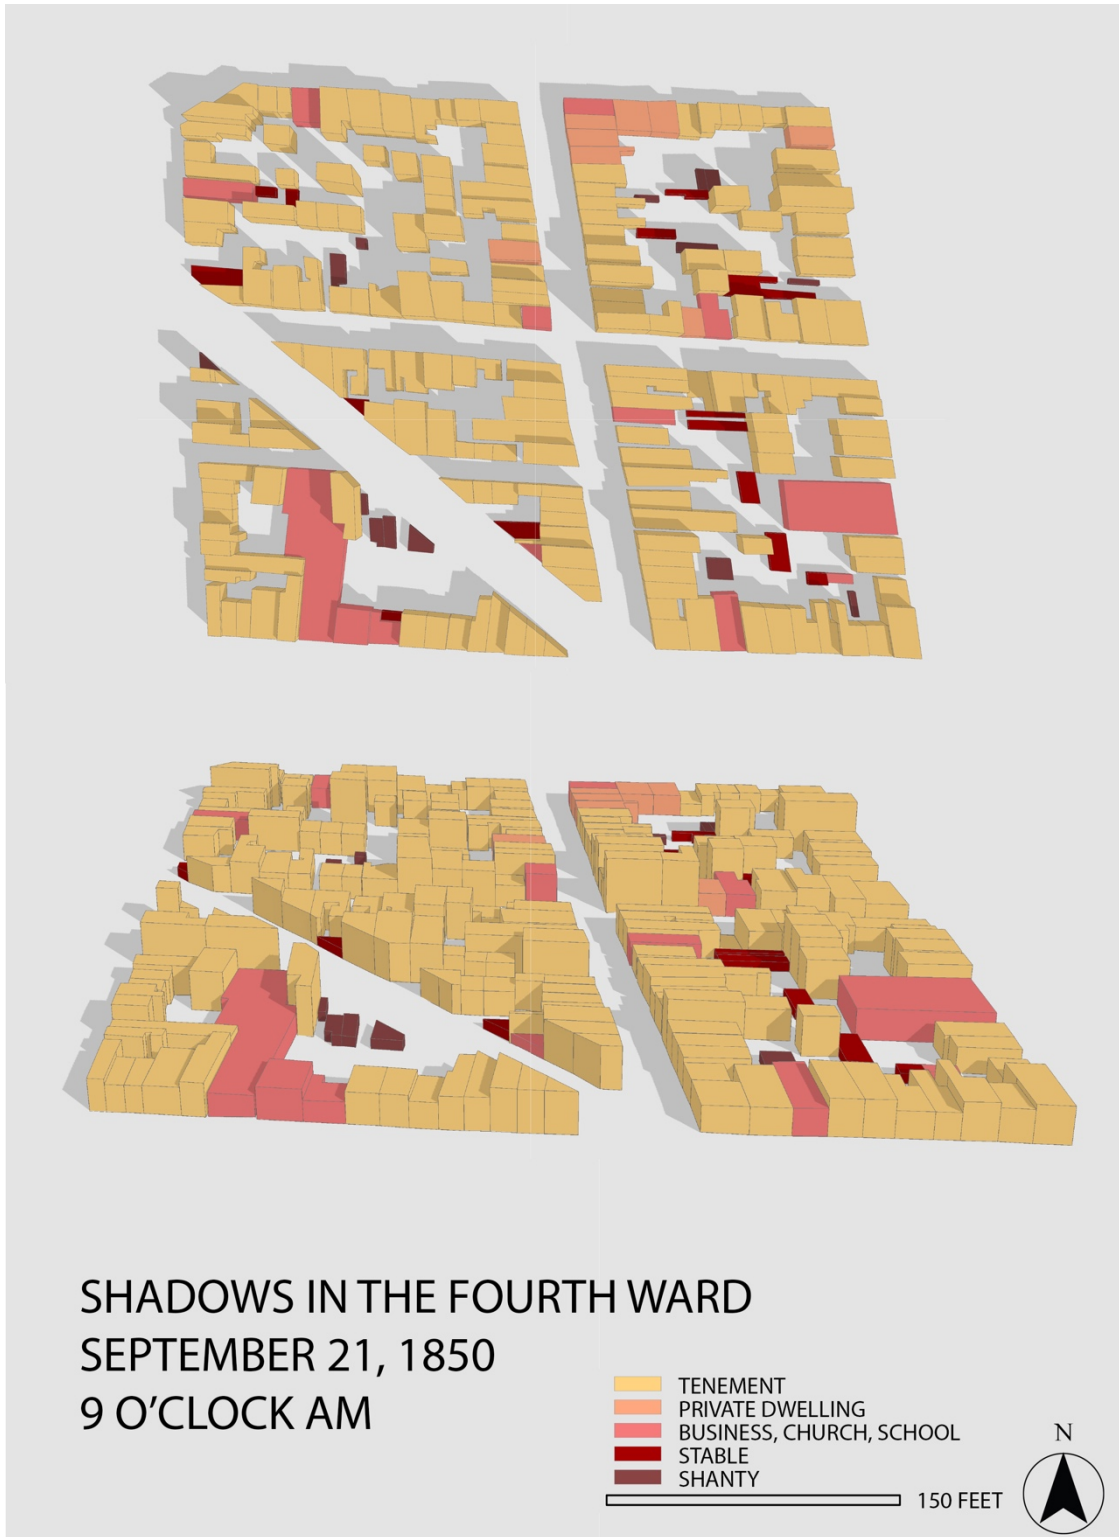 SHADOWS IN THE FOURTH WARD
SEPTEMBER 21, 1850
9 O'CLOCK AM
TENEMENT
PRIVATE DWELLING
BUSINESS, CHURCH, SCHOOL
STABLE
SHANTY
150 FEET
N